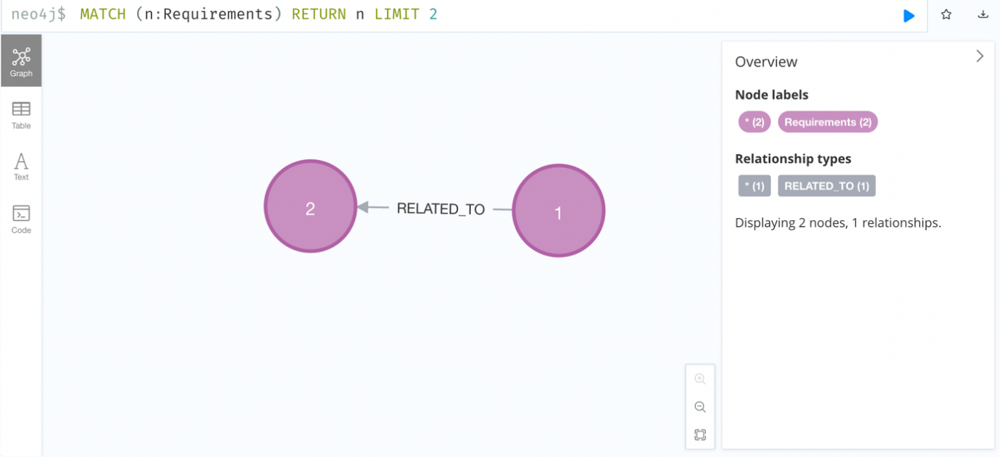 neo4j$ MATCH (n:Requirements) RETURN n LIMIT 2
Graph
Table
A
Text
Code
2
RELATED_TO
1
Overview
Node labels
* (2) Requirements (2)
Relationship types
* (1) RELATED_TO (1)
Displaying 2 nodes, 1 relationships.